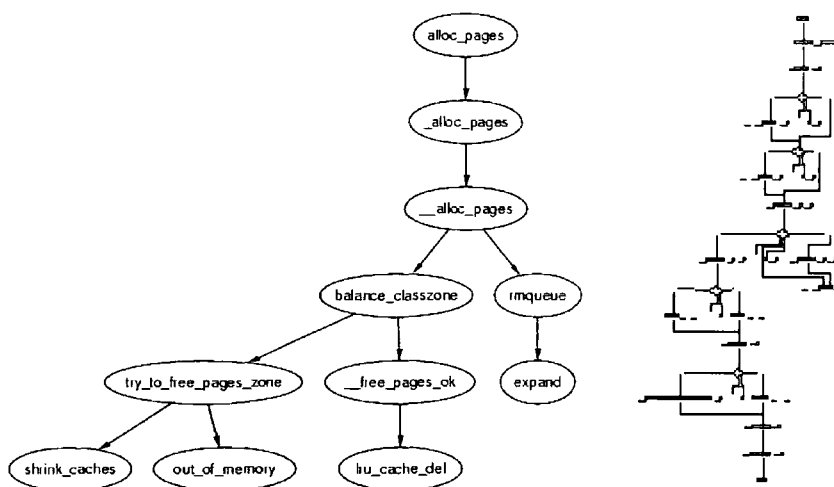 alloc_pages
_alloc_pages
__alloc_pages
balance_classzone rmqueue
try_to_free_pages_zone __free_pages_ok expand
shrink_caches out_of_memory lru_cache_del